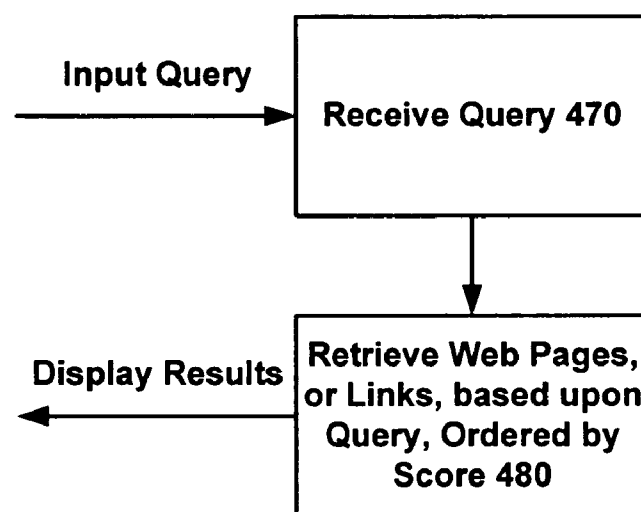 Input Query
Receive Query 470
Display Results
Retrieve Web Pages,
or Links, based upon
Query, Ordered by
Score 480